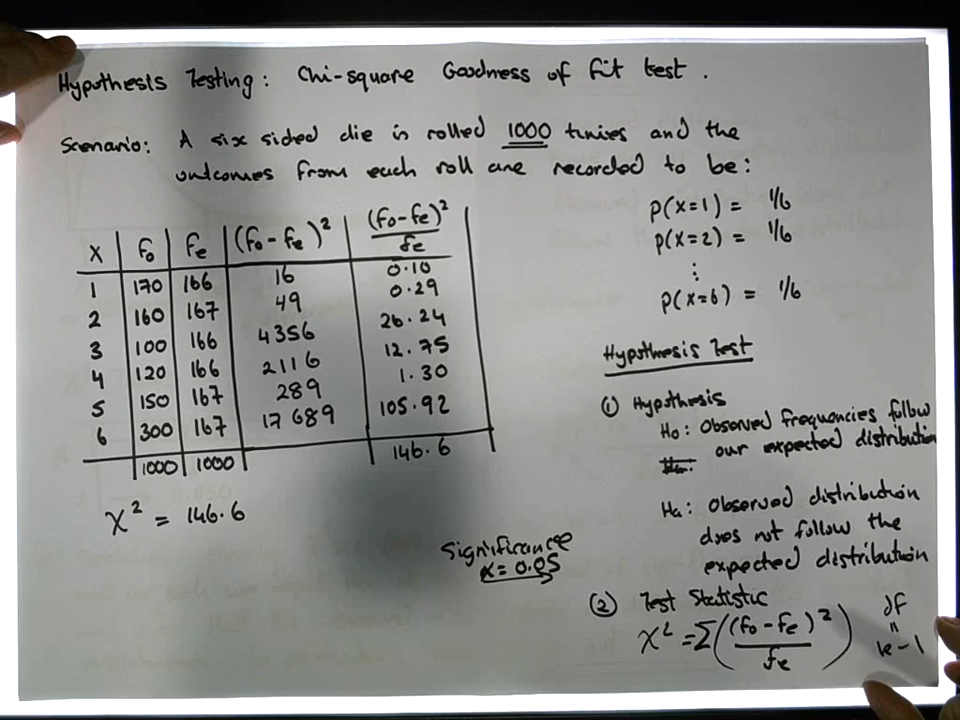 Hypothesis Testing: Chi-square Goodness of fit test.
Scenario: A six sided die is rolled 1000 times and the
outcomes from each roll are recorded to be:
P(X=1) = 1/6
P(X=2) = 1/6
⋮
P(X=6) = 1/6
X | fo | fe | (fo - fe)² | (fo-fe)²/fe
1 | 170 | 166 | 16 | 0.10
2 | 160 | 167 | 49 | 0.29
3 | 100 | 166 | 4356 | 26.24
4 | 120 | 166 | 2116 | 12.75
5 | 150 | 167 | 289 | 1.30
6 | 300 | 167 | 17689 | 105.92
1000 | 1000 | 146.6
χ² = 146.6
Significance
α = 0.05
Hypothesis Test
(1) Hypothesis
Ho: Observed frequencies follow
our expected distribution
Ha: Observed distribution
does not follow the
expected distribution
(2) Test Statistic
χ² = Σ((fo-fe)²/fe)
df
=
k-1